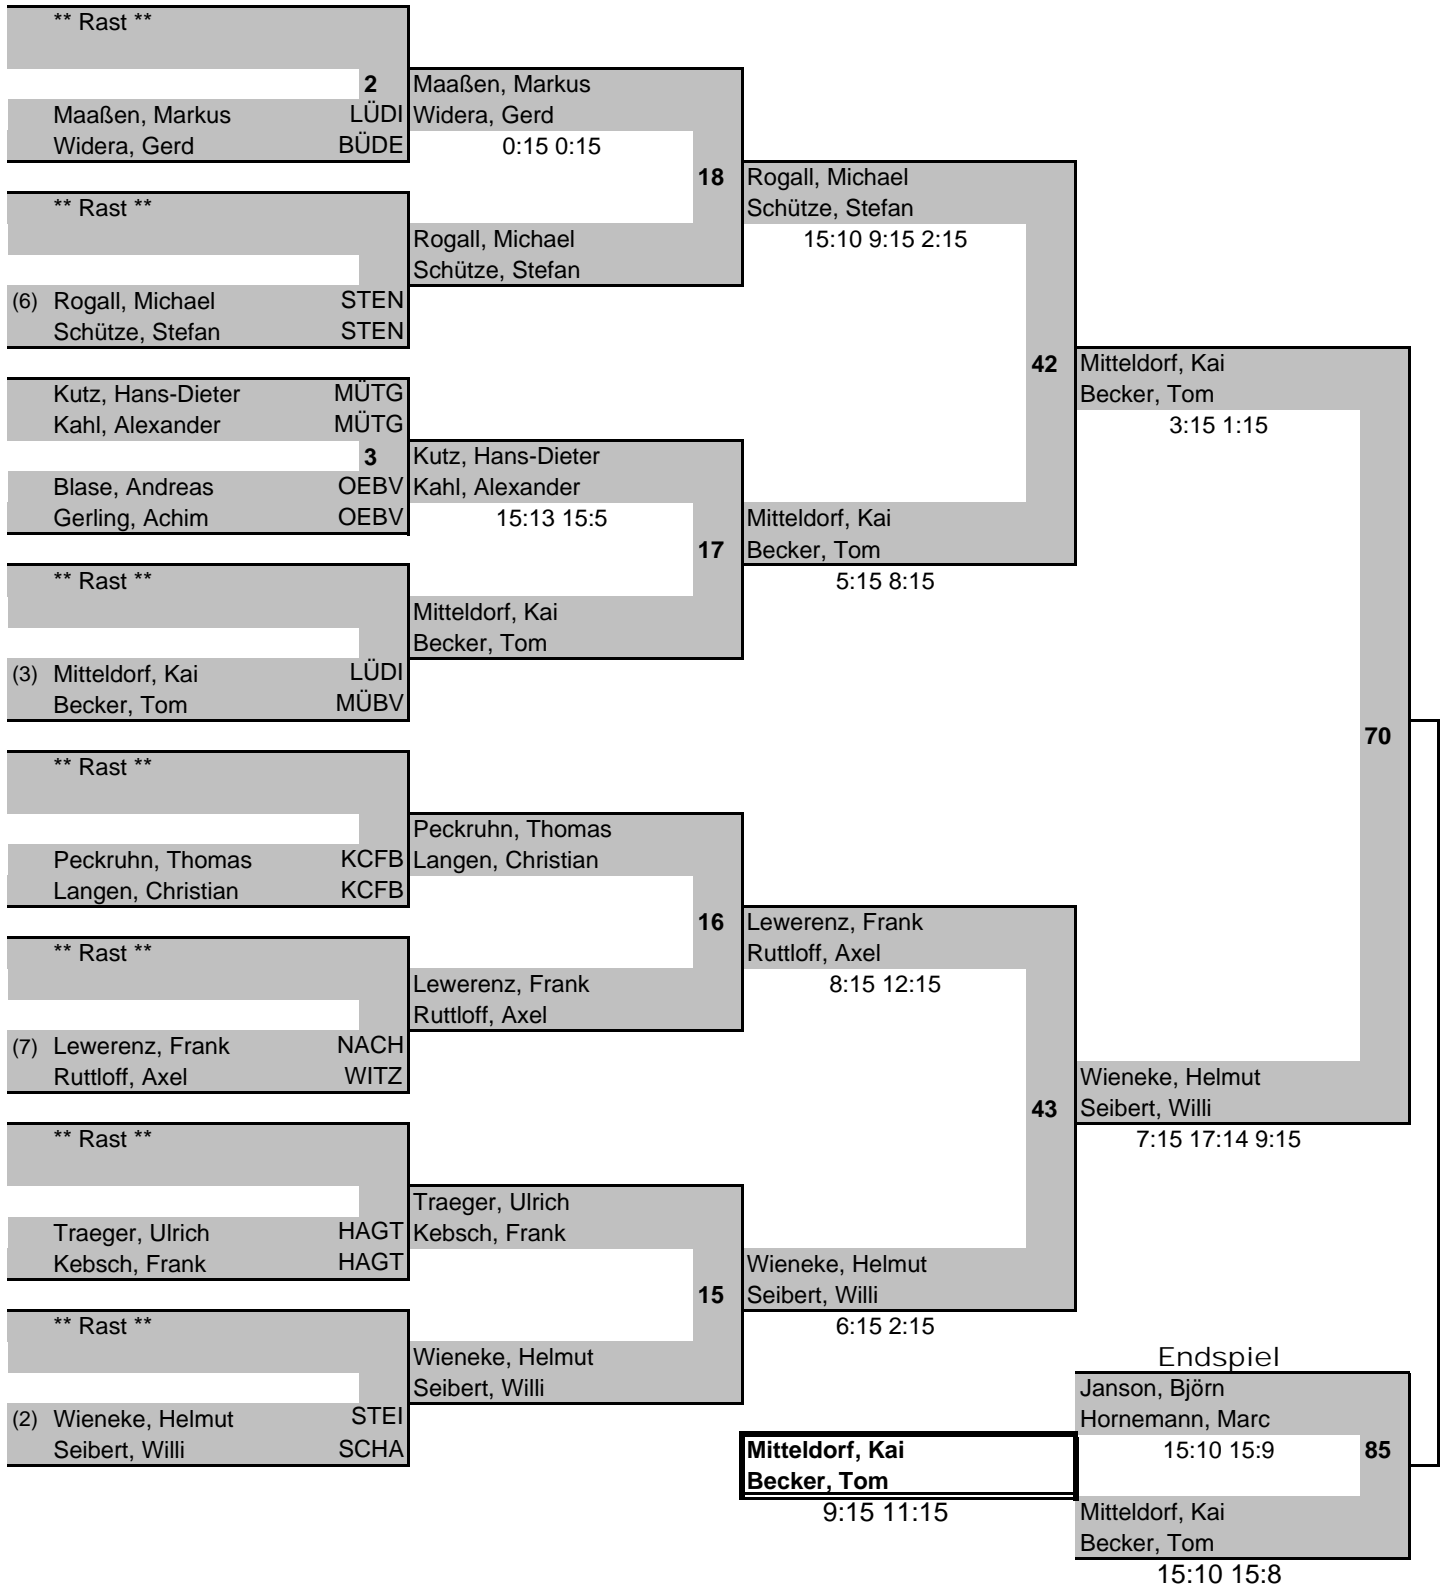 ** Rast **
2
Maaßen, Markus LÜDI
Widera, Gerd BÜDE
** Rast **
(6) Rogall, Michael STEN
Schütze, Stefan STEN
Kutz, Hans-Dieter MÜTG
Kahl, Alexander MÜTG
3
Blase, Andreas OEBV
Gerling, Achim OEBV
** Rast **
(3) Mitteldorf, Kai LÜDI
Becker, Tom MÜBV
** Rast **
Peckruhn, Thomas KCFB
Langen, Christian KCFB
** Rast **
(7) Lewerenz, Frank NACH
Ruttloff, Axel WITZ
** Rast **
Traeger, Ulrich HAGT
Kebsch, Frank HAGT
** Rast **
(2) Wieneke, Helmut STEI
Seibert, Willi SCHA
Maaßen, Markus
Widera, Gerd
0:15 0:15
18
Rogall, Michael
Schütze, Stefan
Kutz, Hans-Dieter
Kahl, Alexander
15:13 15:5
17
Mitteldorf, Kai
Becker, Tom
Peckruhn, Thomas
Langen, Christian
16
Lewerenz, Frank
Ruttloff, Axel
Traeger, Ulrich
Kebsch, Frank
15
Wieneke, Helmut
Seibert, Willi
Rogall, Michael
Schütze, Stefan
15:10 9:15 2:15
42
Mitteldorf, Kai
Becker, Tom
5:15 8:15
Lewerenz, Frank
Ruttloff, Axel
8:15 12:15
43
Wieneke, Helmut
Seibert, Willi
6:15 2:15
Mitteldorf, Kai
Becker, Tom
3:15 1:15
70
Wieneke, Helmut
Seibert, Willi
7:15 17:14 9:15
Endspiel
Janson, Björn
Hornemann, Marc
15:10 15:9
85
Mitteldorf, Kai
Becker, Tom
15:10 15:8
Mitteldorf, Kai
Becker, Tom
9:15 11:15